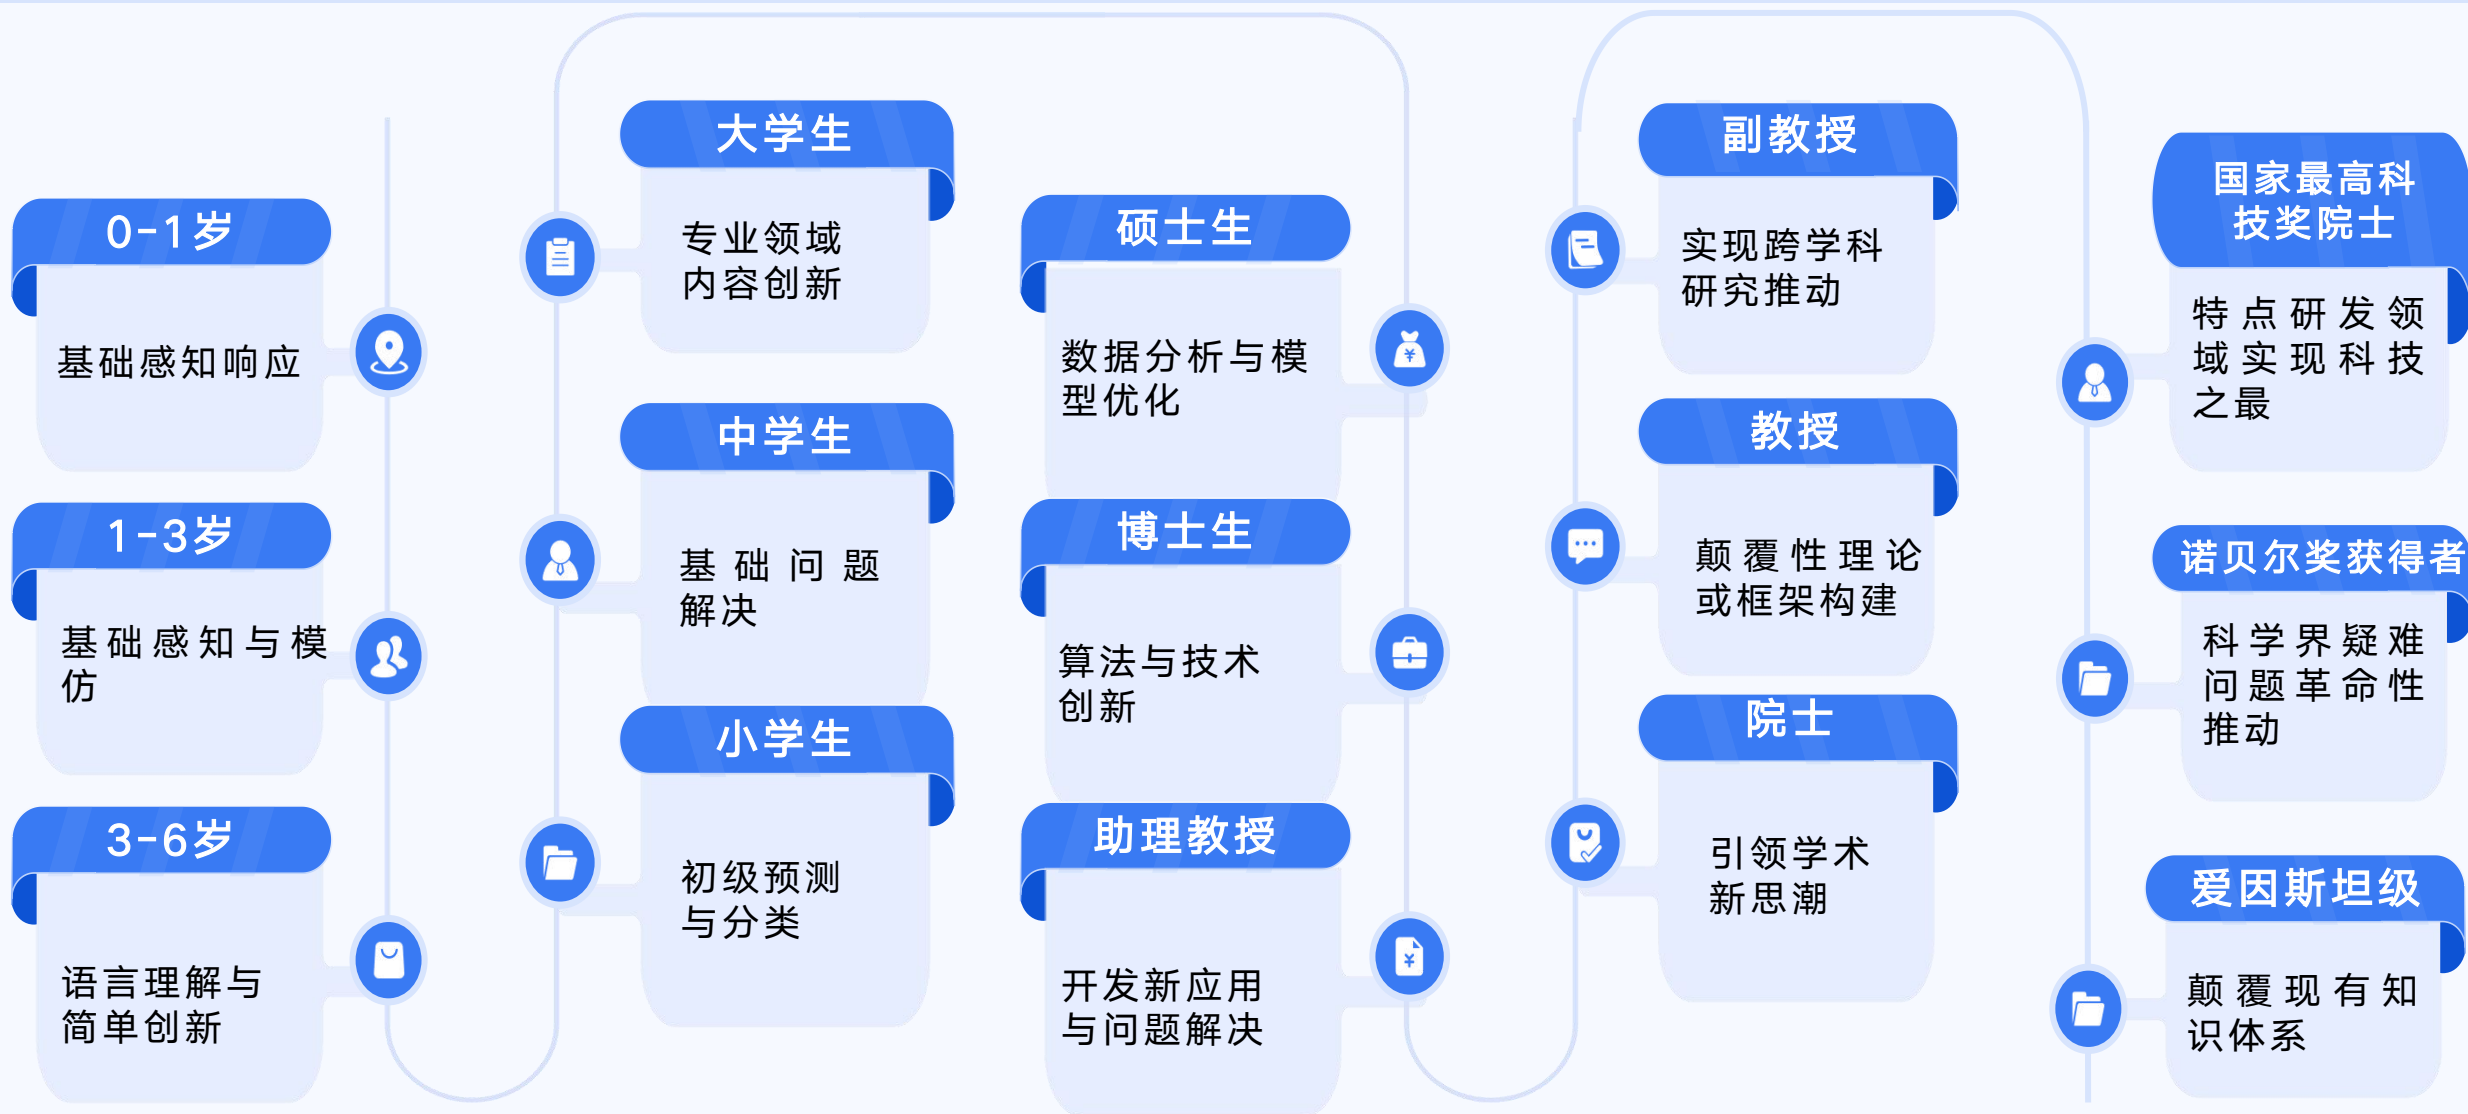 0-1岁
基础感知响应
1-3岁
基础感知与模
仿
3-6岁
语言理解与
简单创新
大学生
专业领域
内容创新
中学生
基础问题
解决
小学生
初级预测
与分类
硕士生
数据分析与模
型优化
博士生
算法与技术
创新
助理教授
开发新应用
与问题解决
副教授
实现跨学科
研究推动
教授
颠覆性理论
或框架构建
院士
引领学术
新思潮
国家最高科
技奖院士
特点研发领
域实现科技
之最
诺贝尔奖获得者
科学界疑难
问题革命性
推动
爱因斯坦级
颠覆现有知
识体系